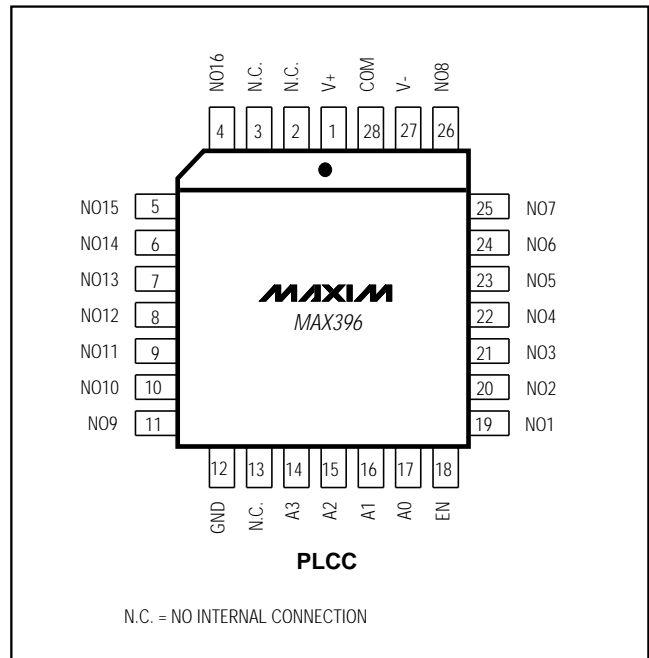 NO16 N.C. N.C. V+ COM V- NO8
4 3 2 1 28 27 26
NO15 5 25 NO7
NO14 6 24 NO6
NO13 7 23 NO5
NO12 8 22 NO4
NO11 9 21 NO3
NO10 10 20 NO2
NO9 11 19 NO1
MAXIM
MAX396
12 13 14 15 16 17 18
GND N.C. A3 A2 A1 A0 EN
PLCC
N.C. = NO INTERNAL CONNECTION